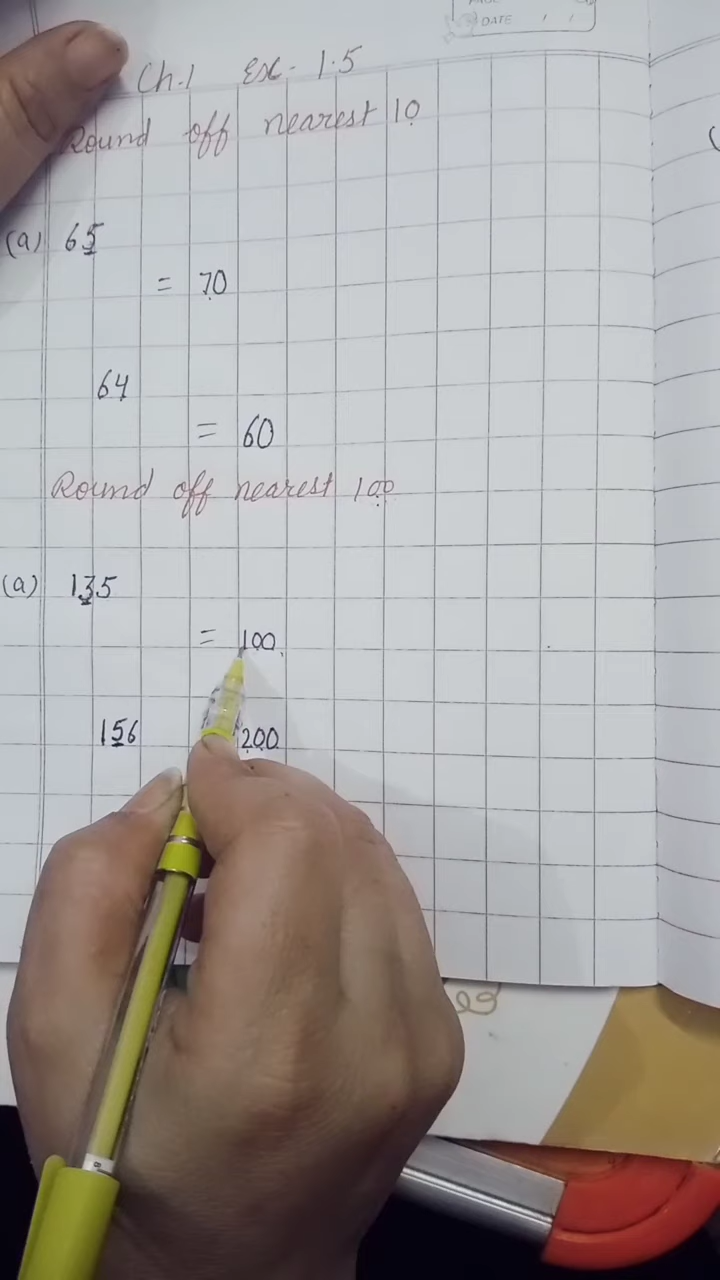 DATE / /
Ch.1 Ex- 1.5
Round off nearest 10
(a) 65
= 70
64
= 60
Round off nearest 100
(a) 135
= 100
156 200